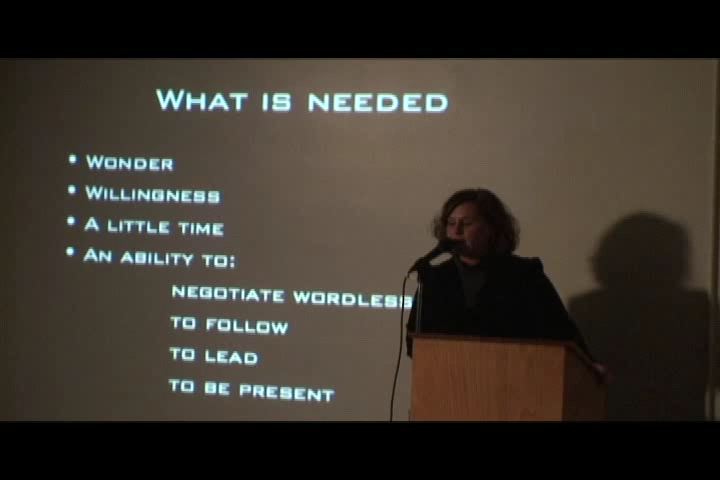 WHAT IS NEEDED
• WONDER
• WILLINGNESS
• A LITTLE TIME
• AN ABILITY TO:
NEGOTIATE WORDLESS
TO FOLLOW
TO LEAD
TO BE PRESENT